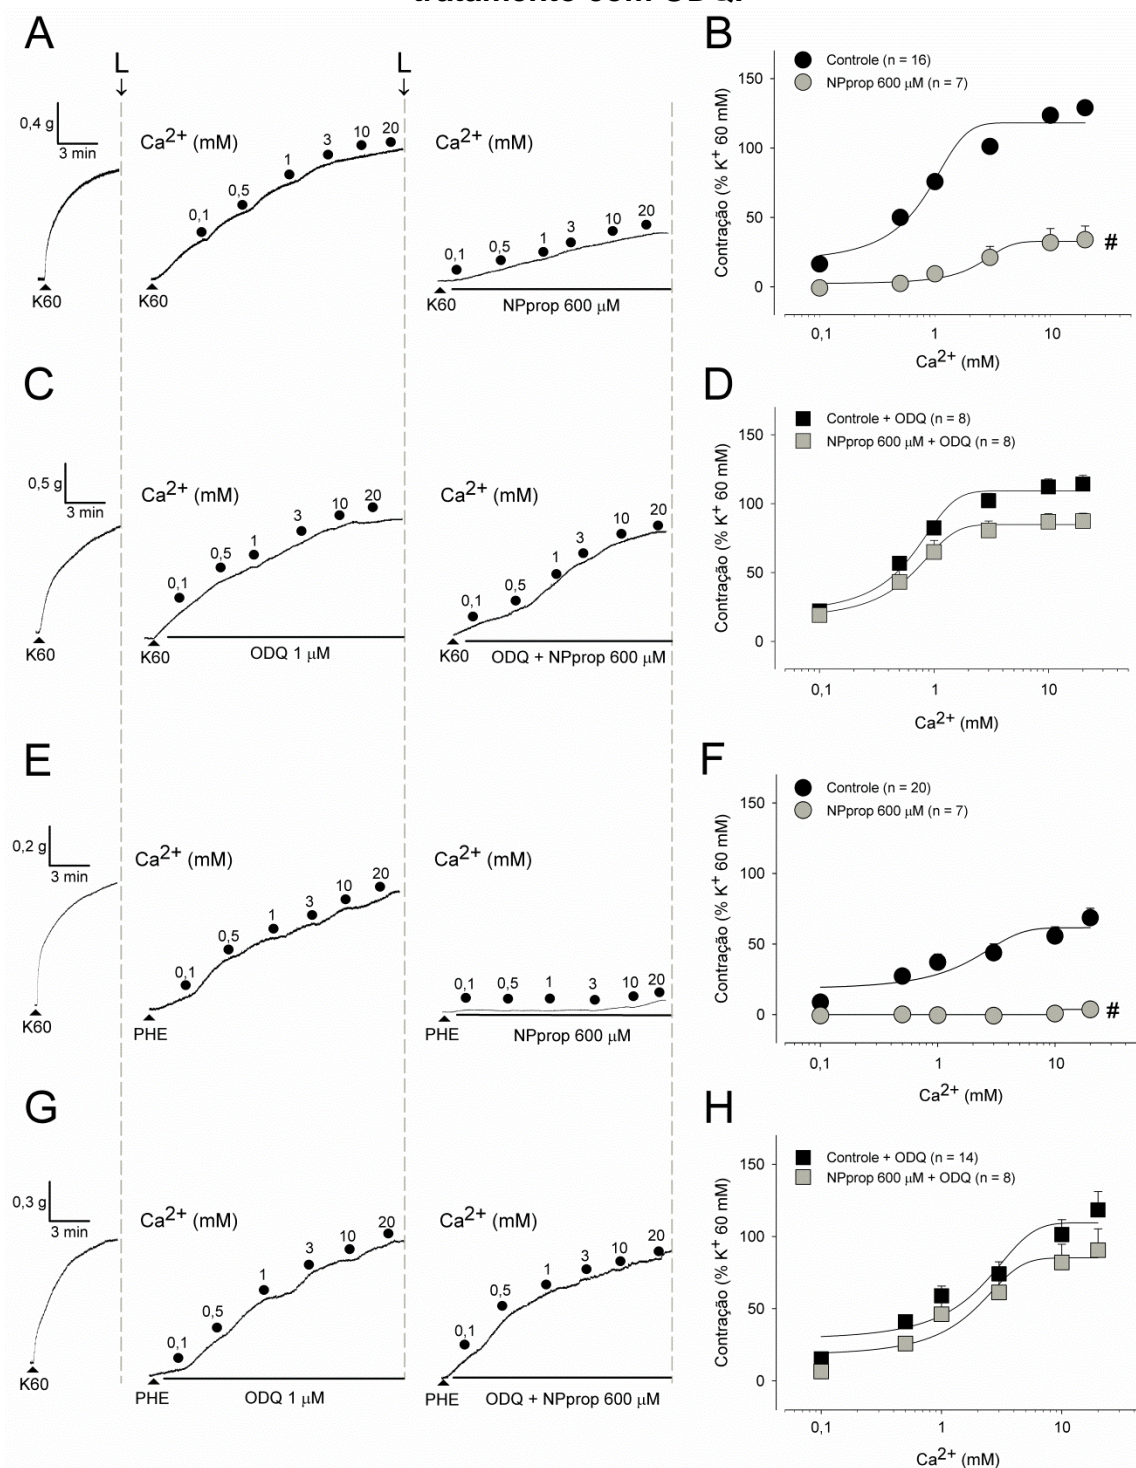 tratamento com ODQ.
A
L
L
0,4 g
3 min
Ca2+ (mM)
0,1
0,5
1
3
10
20
Ca2+ (mM)
0,1
0,5
1
3
10
20
K60
K60
K60
NPprop 600 μM
B
Controle (n = 16)
NPprop 600 μM (n = 7)
Contração (% K+ 60 mM)
150
100
50
0
#
0,1
1
10
Ca2+ (mM)
C
0,5 g
3 min
Ca2+ (mM)
0,1
0,5
1
3
10
20
Ca2+ (mM)
0,1
0,5
1
3
10
20
K60
K60
ODQ 1 μM
K60
ODQ + NPprop 600 μM
D
Controle + ODQ (n = 8)
NPprop 600 μM + ODQ (n = 8)
Contração (% K+ 60 mM)
150
100
50
0
0,1
1
10
Ca2+ (mM)
E
0,2 g
3 min
Ca2+ (mM)
0,1
0,5
1
3
10
20
Ca2+ (mM)
0,1
0,5
1
3
10
20
K60
PHE
PHE
NPprop 600 μM
F
Controle (n = 20)
NPprop 600 μM (n = 7)
Contração (% K+ 60 mM)
150
100
50
0
#
0,1
1
10
Ca2+ (mM)
G
0,3 g
3 min
Ca2+ (mM)
0,1
0,5
1
3
10
20
Ca2+ (mM)
0,1
0,5
1
3
10
20
K60
PHE
ODQ 1 μM
PHE
ODQ + NPprop 600 μM
H
Controle + ODQ (n = 14)
NPprop 600 μM + ODQ (n = 8)
Contração (% K+ 60 mM)
150
100
50
0
0,1
1
10
Ca2+ (mM)